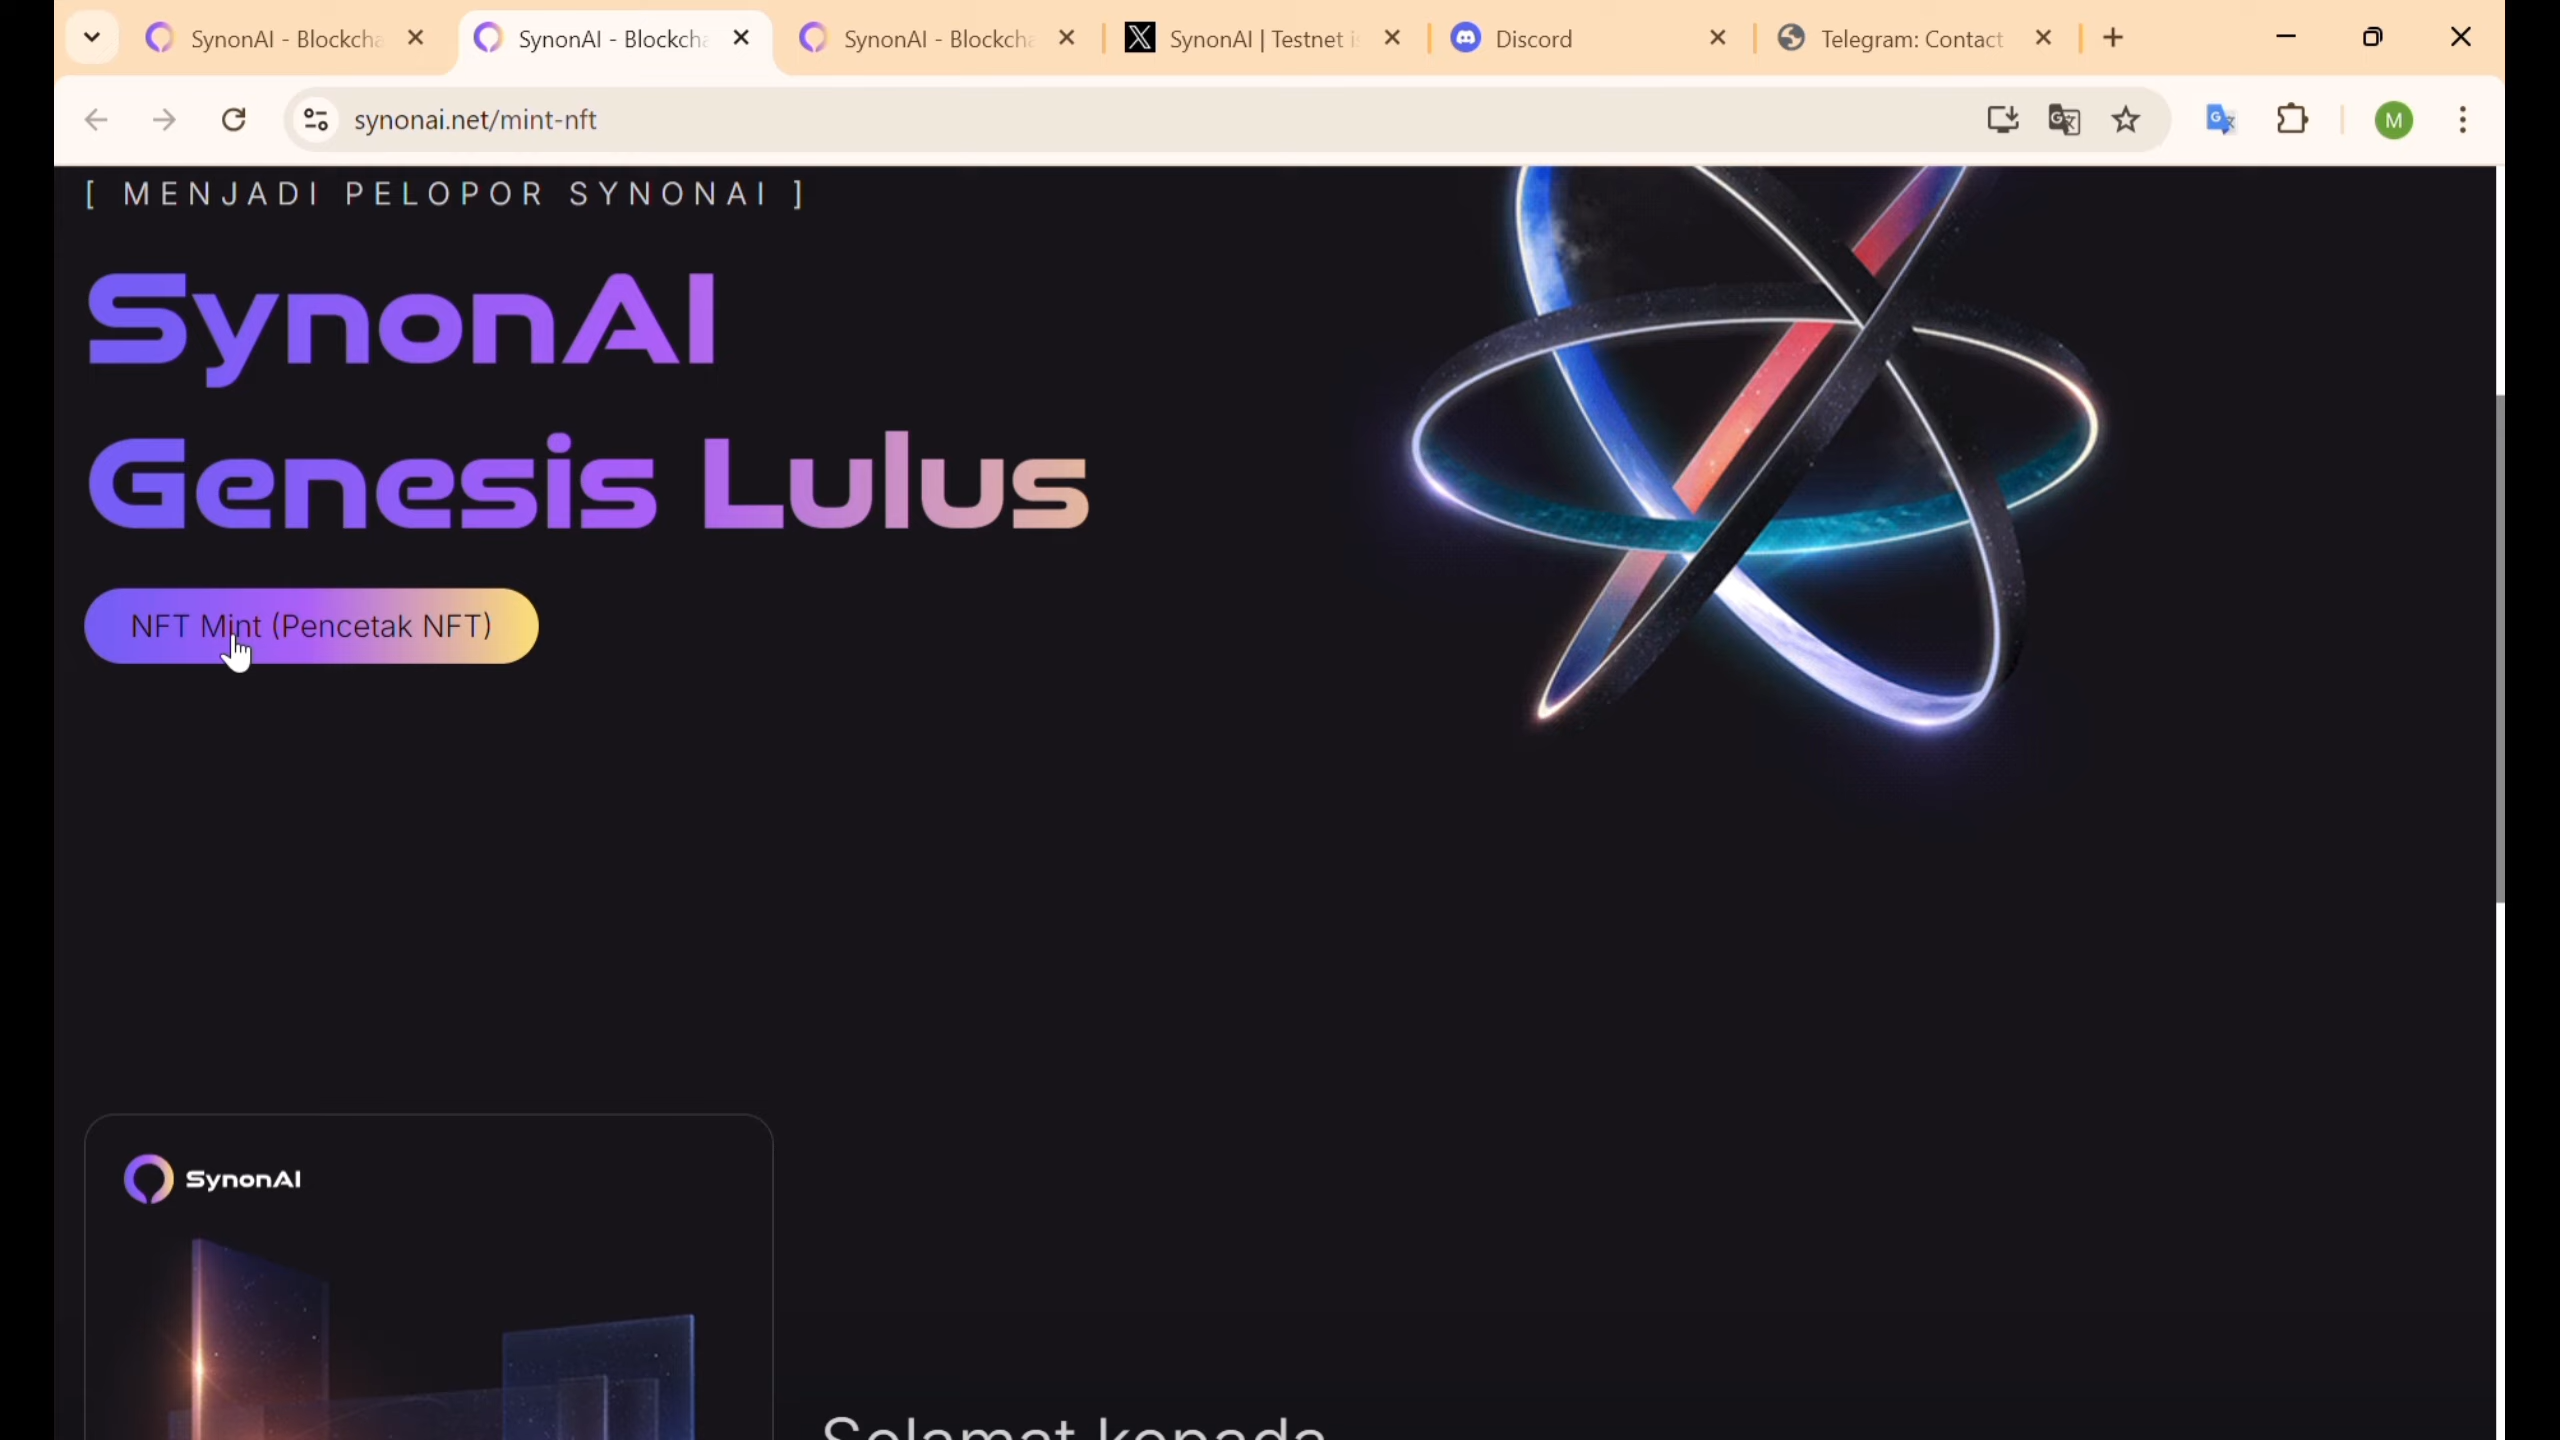 SynonAI - Blockcha
SynonAI - Blockcha
SynonAI - Blockcha
SynonAI | Testnet i
Discord
Telegram: Contact
synonai.net/mint-nft
M
[ MENJADI PELOPOR SYNONAI ]
SynonAI
Genesis Lulus
NFT Mint (Pencetak NFT)
SynonAI
Selamat kepada